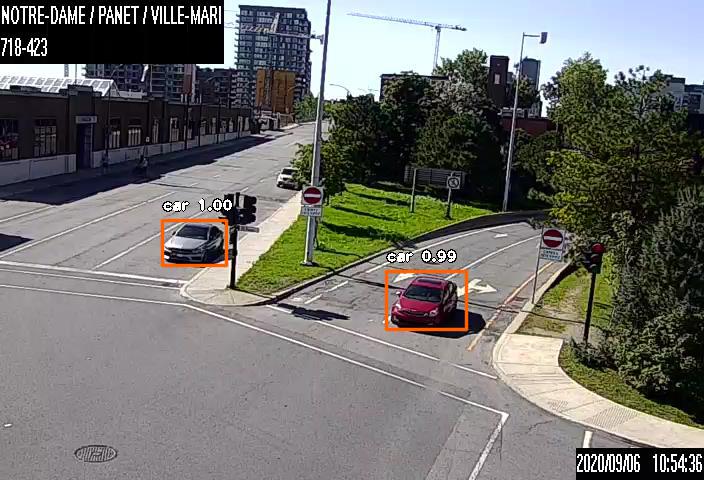 NOTRE-DAME / PANET / VILLE-MARI
718-423
car 1.00
car 0.99
2020/09/06 10:54:36